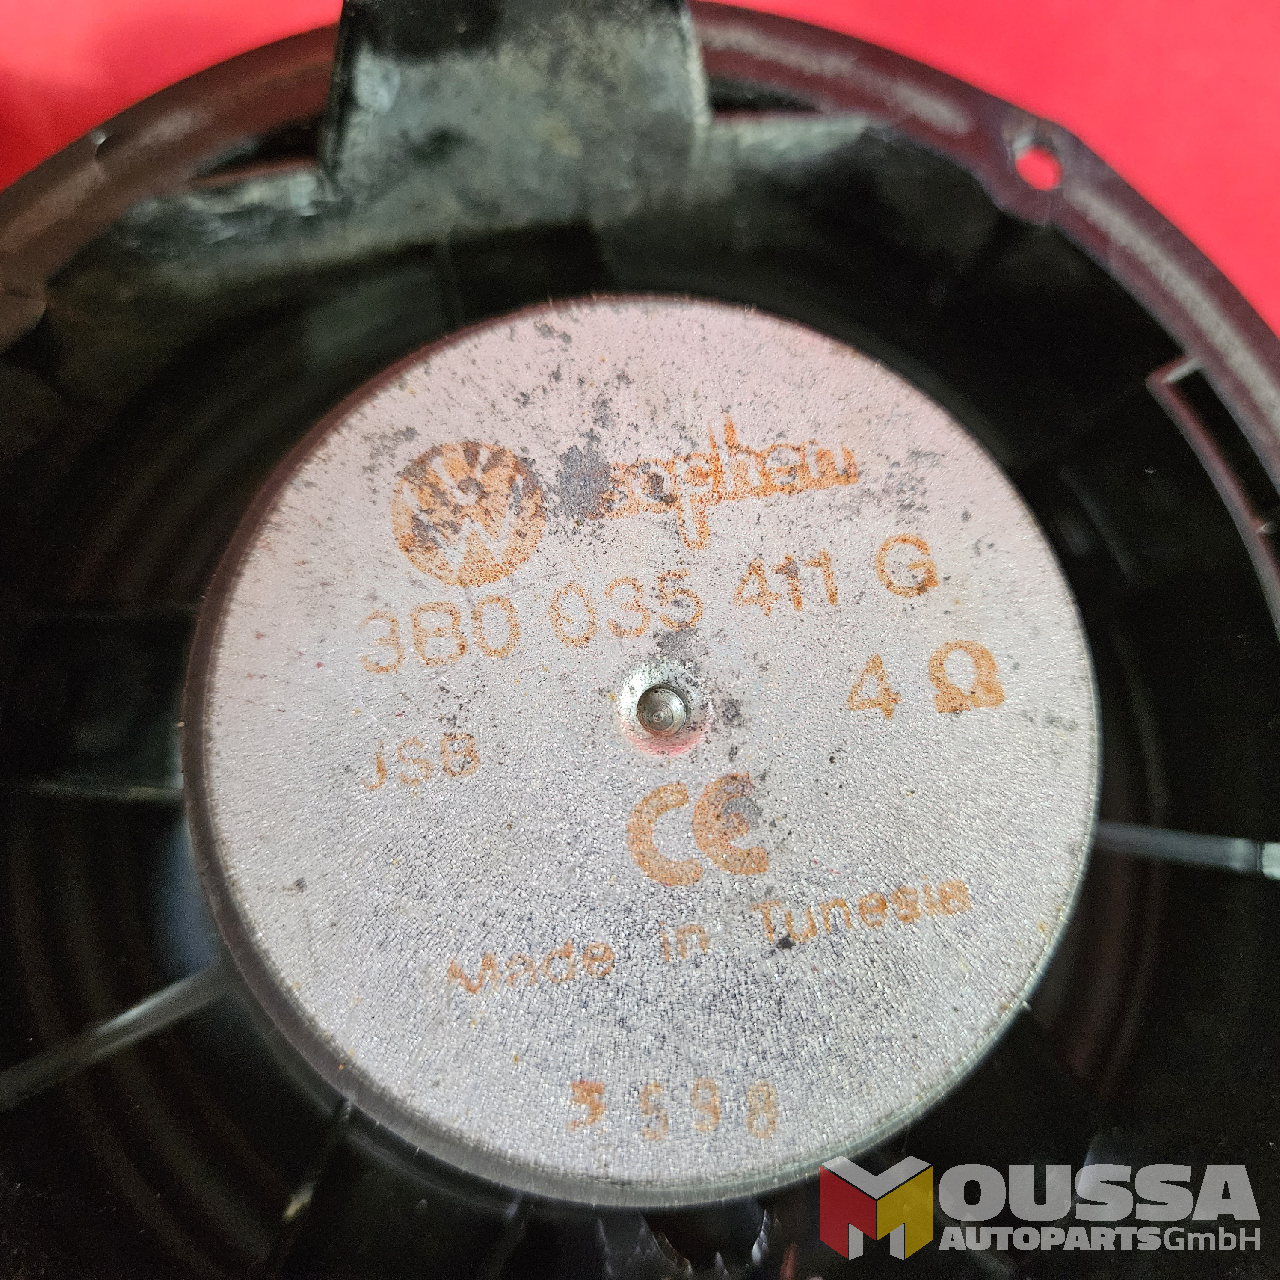 3B0 035 411 G
4 Ω
JSB
CE
Made in Tunesie
MOUSSA
AUTOPARTS GmbH